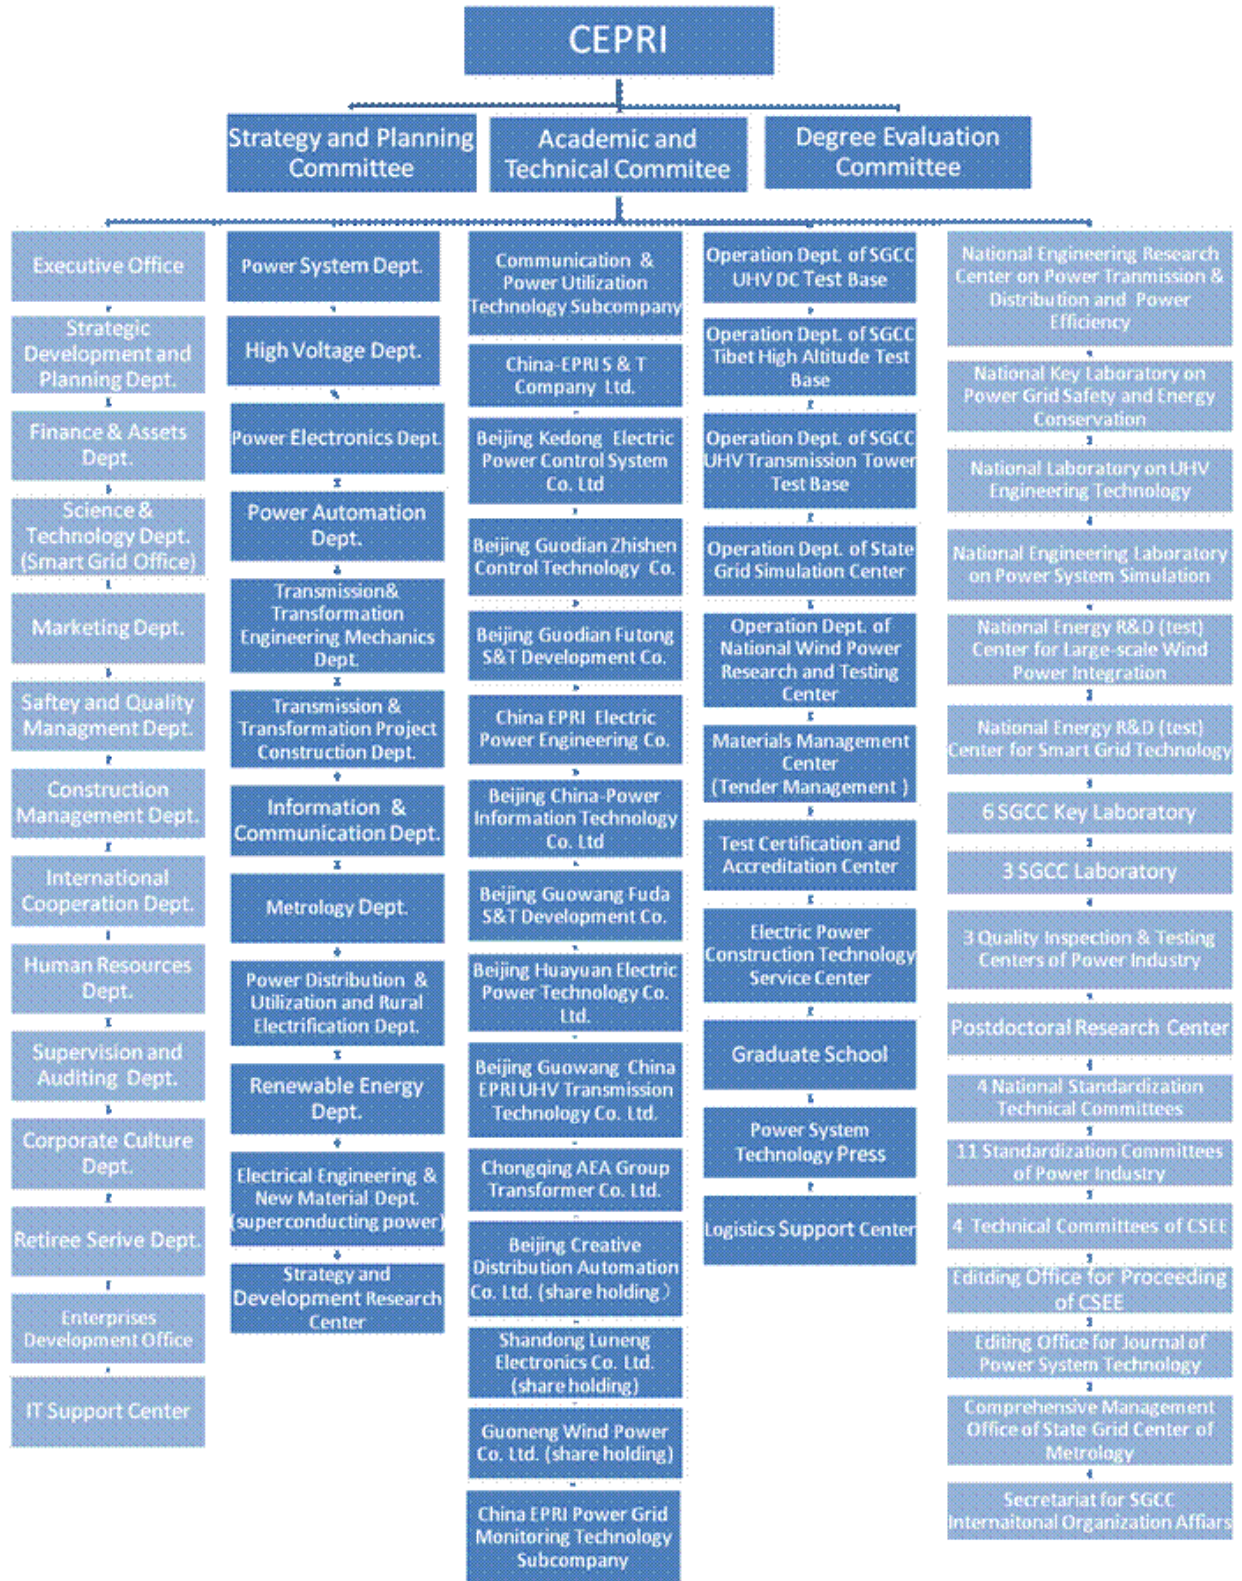 CEPRI
Strategy and Planning
Committee
Academic and
Technical Commitee
Degree Evaluation
Committee
Executive Office
Strategic
Development and
Planning Dept.
Finance & Assets
Dept.
Science &
Technology Dept.
(Smart Grid Office)
Marketing Dept.
Saftey and Quality
Managment Dept.
Construction
Management Dept.
International
Cooperation Dept.
Human Resources
Dept.
Supervision and
Auditing Dept.
Corporate Culture
Dept.
Retiree Serive Dept.
Enterprises
Development Office
IT Support Center
Power System Dept.
High Voltage Dept.
Power Electronics Dept.
Power Automation
Dept.
Transmission&
Transformation
Engineering Mechanics
Dept.
Transmission &
Transformation Project
Construction Dept.
Information &
Communication Dept.
Metrology Dept.
Power Distribution &
Utilization and Rural
Electrification Dept.
Renewable Energy
Dept.
Electrical Engineering &
New Material Dept.
(superconducting power)
Strategy and
Development Research
Center
Communication &
Power Utilization
Technology Subcompany
China-EPRI S & T
Company Ltd.
Beijing Kedong Electric
Power Control System
Co. Ltd
Beijing Guodian Zhishen
Control Technology Co.
Beijing Guodian Futong
S&T Development Co.
China EPRI Electric
Power Engineering Co.
Beijing China-Power
Information Technology
Co. Ltd
Beijing Guowang Fuda
S&T Development Co.
Beijing Huayuan Electric
Power Technology Co.
Ltd.
Beijing Guowang China
EPRI UHV Transmission
Technology Co. Ltd.
Chongqing AEA Group
Transformer Co. Ltd.
Beijing Creative
Distribution Automation
Co. Ltd. (share holding）
Shandong Luneng
Electronics Co. Ltd.
(share holding)
Guoneng Wind Power
Co. Ltd. (share holding)
China EPRI Power Grid
Monitoring Technology
Subcompany
Operation Dept. of SGCC
UHV DC Test Base
Operation Dept. of SGCC
Tibet High Altitude Test
Base
Operation Dept. of SGCC
UHV Transmission Tower
Test Base
Operation Dept. of State
Grid Simulation Center
Operation Dept. of
National Wind Power
Research and Testing
Center
Materials Management
Center
(Tender Management )
Test Certification and
Accreditation Center
Electric Power
Construction Technology
Service Center
Graduate School
Power System
Technology Press
Logistics Support Center
National Engineering Research
Center on Power Tranmission &
Distribution and Power
Efficiency
National Key Laboratory on
Power Grid Safety and Energy
Conservation
National Laboratory on UHV
Engineering Technology
National Engineering Laboratory
on Power System Simulation
National Energy R&D (test)
Center for Large-scale Wind
Power Integration
National Energy R&D (test)
Center for Smart Grid Technology
6 SGCC Key Laboratory
3 SGCC Laboratory
3 Quality Inspection & Testing
Centers of Power Industry
Postdoctoral Research Center
4 National Standardization
Technical Committees
11 Standardization Committees
of Power Industry
4 Technical Committees of CSEE
Editding Office for Proceeding
of CSEE
Editing Office for Journal of
Power System Technology
Comprehensive Management
Office of State Grid Center of
Metrology
Secretariat for SGCC
Internaitonal Organization Affiars